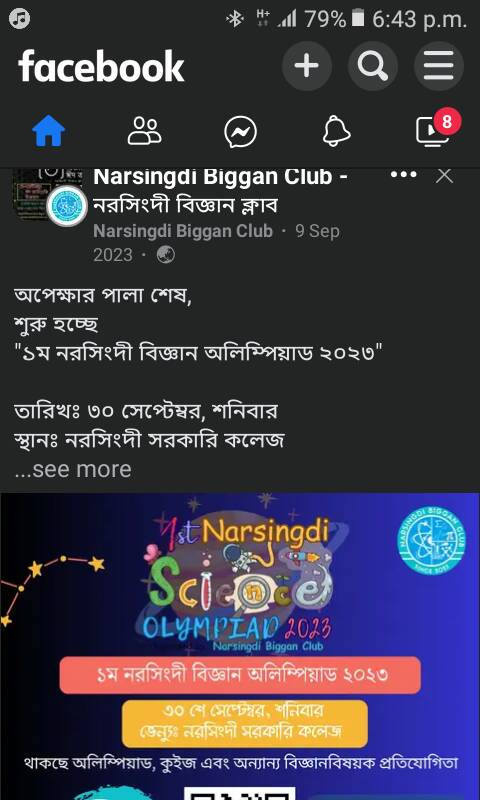 H+ 79% 6:43 p.m.
facebook
8
Narsingdi Biggan Club -
নরসিংদী বিজ্ঞান ক্লাব
Narsingdi Biggan Club · 9 Sep
2023 ·
অপেক্ষার পালা শেষ,
শুরু হচ্ছে
"১ম নরসিংদী বিজ্ঞান অলিম্পিয়াড ২০২৩"
তারিখঃ ৩০ সেপ্টেম্বর, শনিবার
স্থানঃ নরসিংদী সরকারি কলেজ
...see more
1st Narsingdi
Science
OLYMPIAD 2023
Narsingdi Biggan Club
NARSINGDI BIGGAN CLUB
১ম নরসিংদী বিজ্ঞান অলিম্পিয়াড ২০২৩
৩০ শে সেপ্টেম্বর, শনিবার
ভেন্যুঃ নরসিংদী সরকারি কলেজ
থাকছে অলিম্পিয়াড, কুইজ এবং অন্যান্য বিজ্ঞানবিষয়ক প্রতিযোগিতা